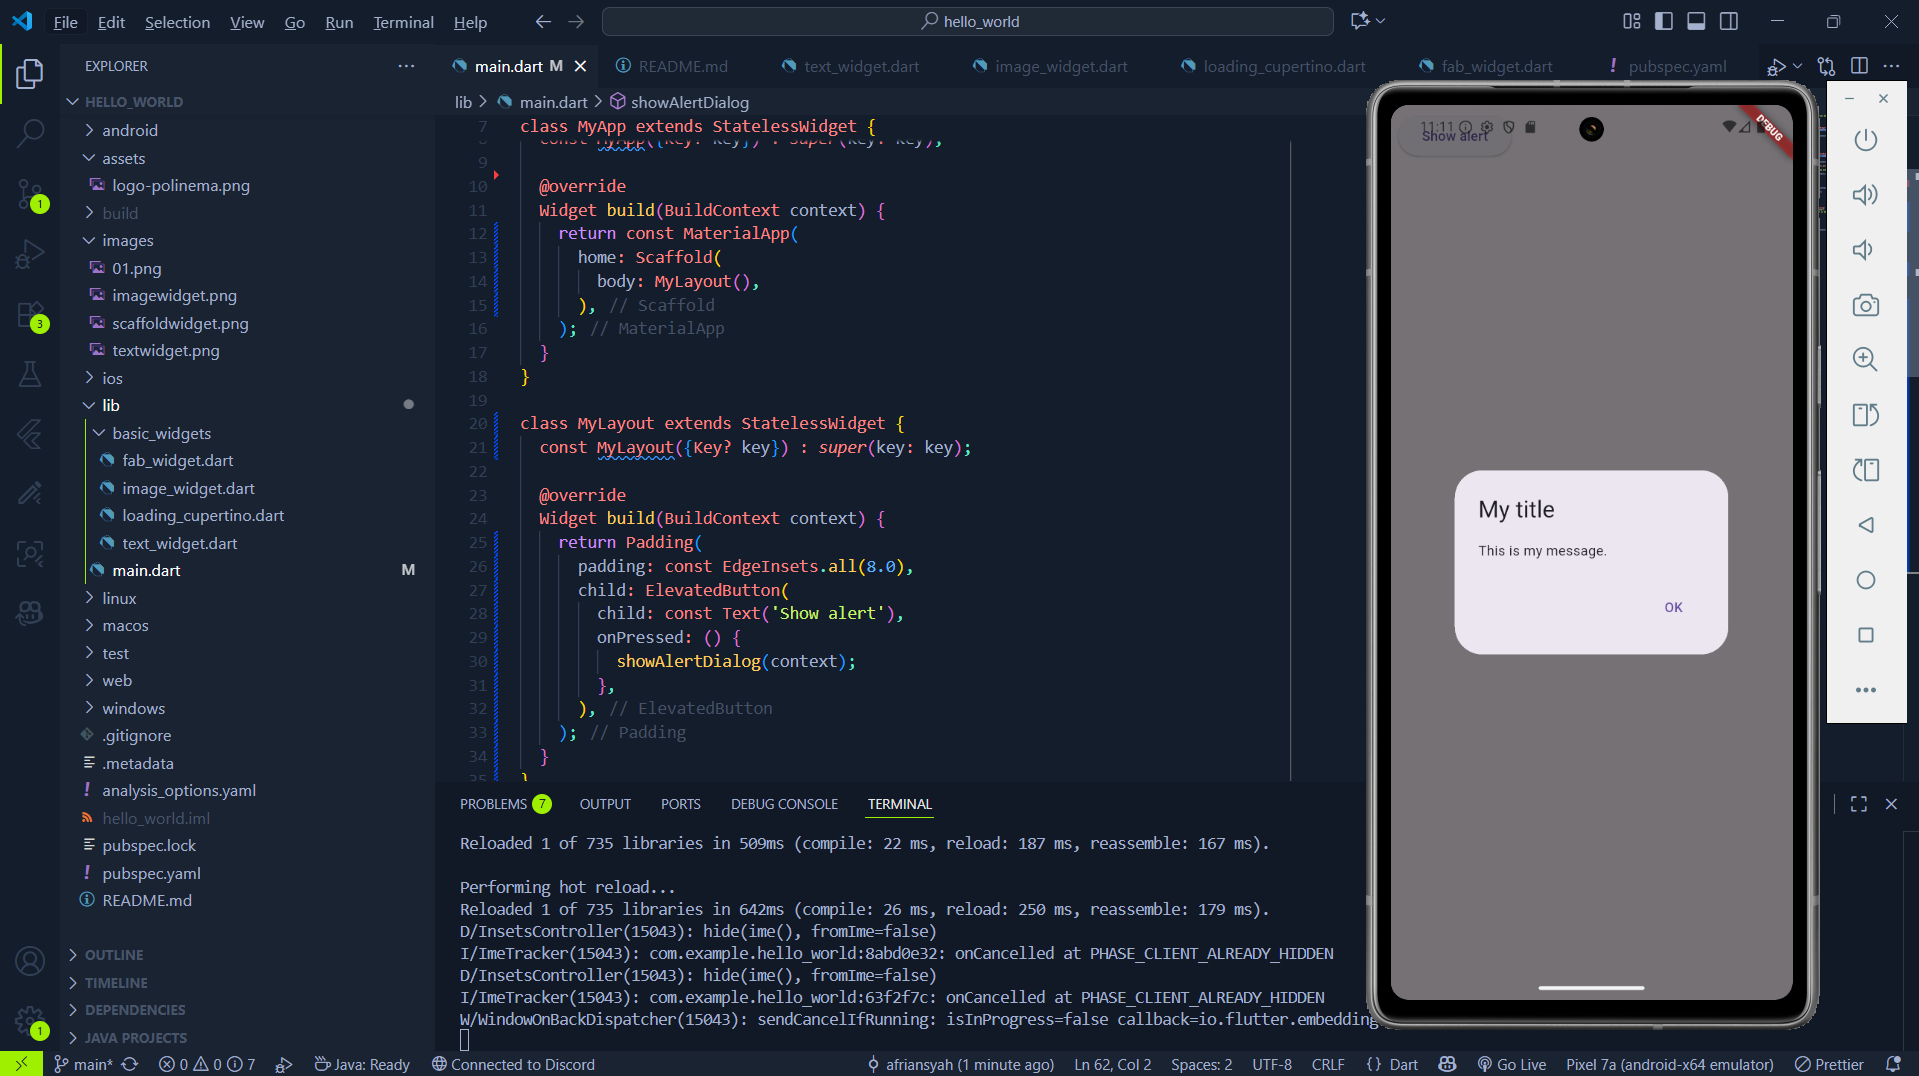 File Edit Selection View Go Run Terminal Help
hello_world
EXPLORER
HELLO_WORLD
android
assets
logo-polinema.png
build
images
01.png
imagewidget.png
scaffoldwidget.png
textwidget.png
ios
lib
basic_widgets
fab_widget.dart
image_widget.dart
loading_cupertino.dart
text_widget.dart
main.dart M
linux
macos
test
web
windows
.gitignore
.metadata
analysis_options.yaml
hello_world.iml
pubspec.lock
pubspec.yaml
README.md
OUTLINE
TIMELINE
DEPENDENCIES
JAVA PROJECTS
1
3
1
main.dart M README.md text_widget.dart image_widget.dart loading_cupertino.dart fab_widget.dart pubspec.yaml
lib > main.dart > showAlertDialog
7 class MyApp extends StatelessWidget {
const MyApp({Key? key}) : super(key: key);
9
10 @override
11 Widget build(BuildContext context) {
12 return const MaterialApp(
13 home: Scaffold(
14 body: MyLayout(),
15 ), // Scaffold
16 ); // MaterialApp
17 }
18 }
19
20 class MyLayout extends StatelessWidget {
21 const MyLayout({Key? key}) : super(key: key);
22
23 @override
24 Widget build(BuildContext context) {
25 return Padding(
26 padding: const EdgeInsets.all(8.0),
27 child: ElevatedButton(
28 child: const Text('Show alert'),
29 onPressed: () {
30 showAlertDialog(context);
31 },
32 ), // ElevatedButton
33 ); // Padding
34 }
35 }
PROBLEMS 7 OUTPUT PORTS DEBUG CONSOLE TERMINAL
Reloaded 1 of 735 libraries in 509ms (compile: 22 ms, reload: 187 ms, reassemble: 167 ms).
Performing hot reload...
Reloaded 1 of 735 libraries in 642ms (compile: 26 ms, reload: 250 ms, reassemble: 179 ms).
D/InsetsController(15043): hide(ime(), fromIme=false)
I/ImeTracker(15043): com.example.hello_world:8abd0e32: onCancelled at PHASE_CLIENT_ALREADY_HIDDEN
D/InsetsController(15043): hide(ime(), fromIme=false)
I/ImeTracker(15043): com.example.hello_world:63f2f7c: onCancelled at PHASE_CLIENT_ALREADY_HIDDEN
W/WindowOnBackDispatcher(15043): sendCancelIfRunning: isInProgress=false callback=io.flutter.embedding
11:11
Show alert
DEBUG
My title
This is my message.
OK
main* 0 0 7 Java: Ready Connected to Discord afriansyah (1 minute ago) Ln 62, Col 2 Spaces: 2 UTF-8 CRLF {} Dart Go Live Pixel 7a (android-x64 emulator) Prettier